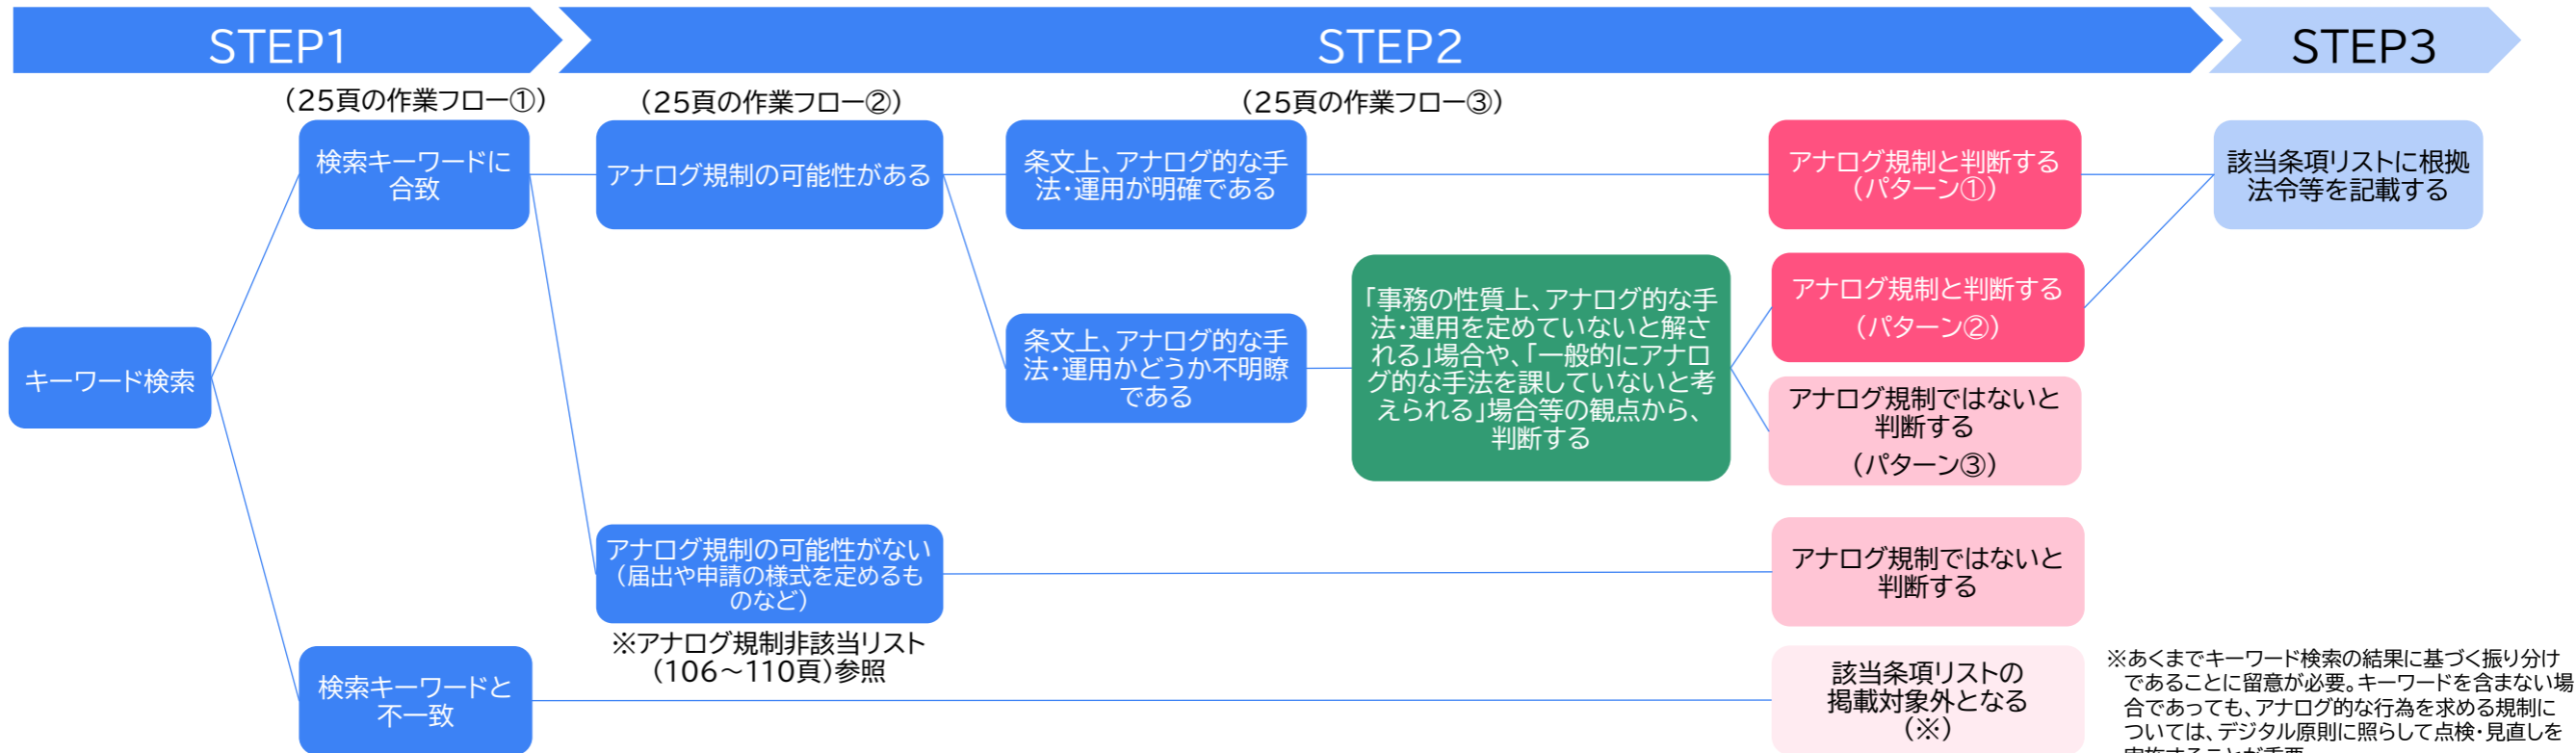 STEP1
STEP2
STEP3
（25頁の作業フロー①）
（25頁の作業フロー②）
（25頁の作業フロー③）
キーワード検索
検索キーワードに
合致
アナログ規制の可能性がある
条文上、アナログ的な手
法・運用が明確である
アナログ規制と判断する
（パターン①）
該当条項リストに根拠
法令等を記載する
条文上、アナログ的な手
法・運用かどうか不明瞭
である
「事務の性質上、アナログ的な手
法・運用を定めていないと解さ
れる」場合や、「一般的にアナロ
グ的な手法を課していないと考
えられる」場合等の観点から、
判断する
アナログ規制と判断する
（パターン②）
アナログ規制ではないと
判断する
（パターン③）
アナログ規制の可能性がない
（届出や申請の様式を定めるも
のなど）
※アナログ規制非該当リスト
（106～110頁）参照
アナログ規制ではないと
判断する
検索キーワードと
不一致
該当条項リストの
掲載対象外となる
（※）
※あくまでキーワード検索の結果に基づく振り分け
であることに留意が必要。キーワードを含まない場
合であっても、アナログ的な行為を求める規制に
ついては、デジタル原則に照らして点検・見直しを